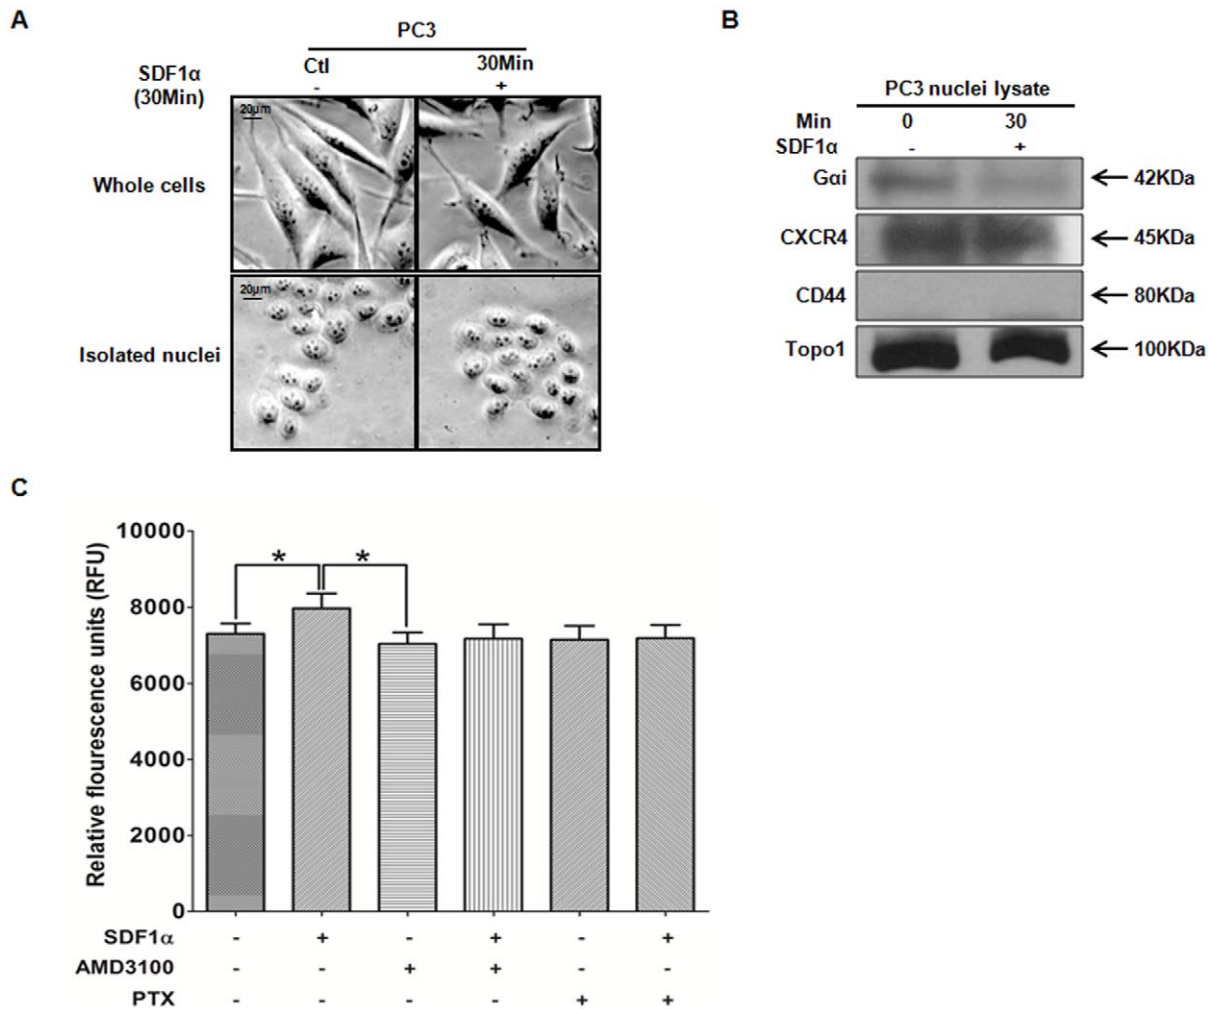 A
PC3
SDF1α
(30Min)
Ctl
30Min
-
+
20µm
Whole cells
20µm
Isolated nuclei
B
PC3 nuclei lysate
Min
0
30
SDF1α
-
+
Gαi
42KDa
CXCR4
45KDa
CD44
80KDa
Topo1
100KDa
C
Relative flourescence units (RFU)
10000
8000
6000
4000
2000
0
*
*
SDF1α - + - + - +
AMD3100 - - + + - -
PTX - - - - + +